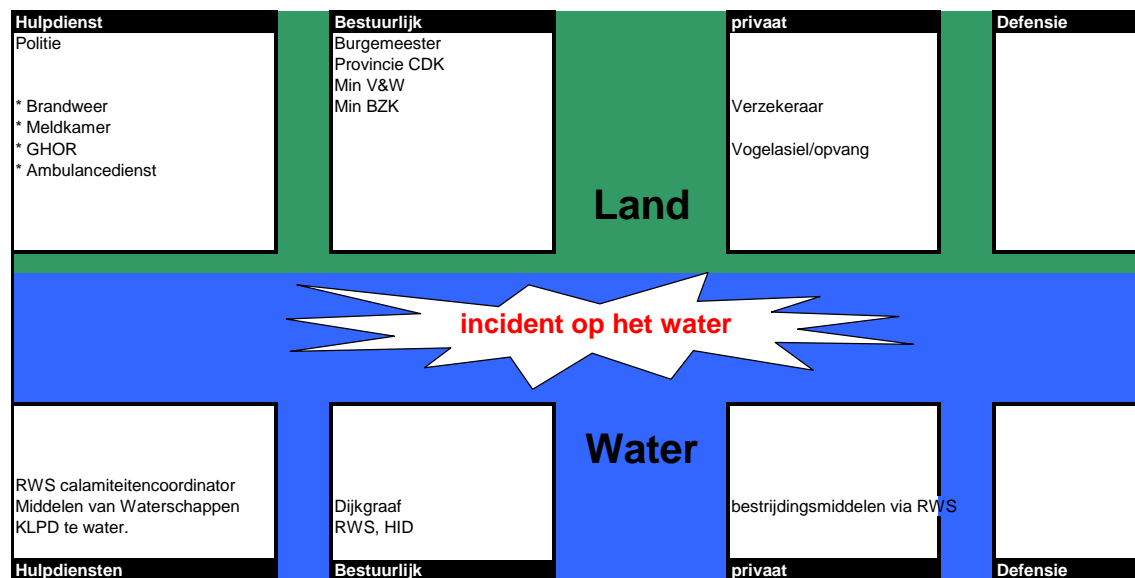 Hulpdienst
Politie
* Brandweer
* Meldkamer
* GHOR
* Ambulancedienst
Bestuurlijk
Burgemeester
Provincie CDK
Min V&W
Min BZK
privaat
Verzekeraar
Vogelasiel/opvang
Defensie
Land
incident op het water
Water
RWS calamiteitencoordinator
Middelen van Waterschappen
KLPD te water.
Hulpdiensten
Dijkgraaf
RWS, HID
Bestuurlijk
bestrijdingsmiddelen via RWS
privaat
Defensie